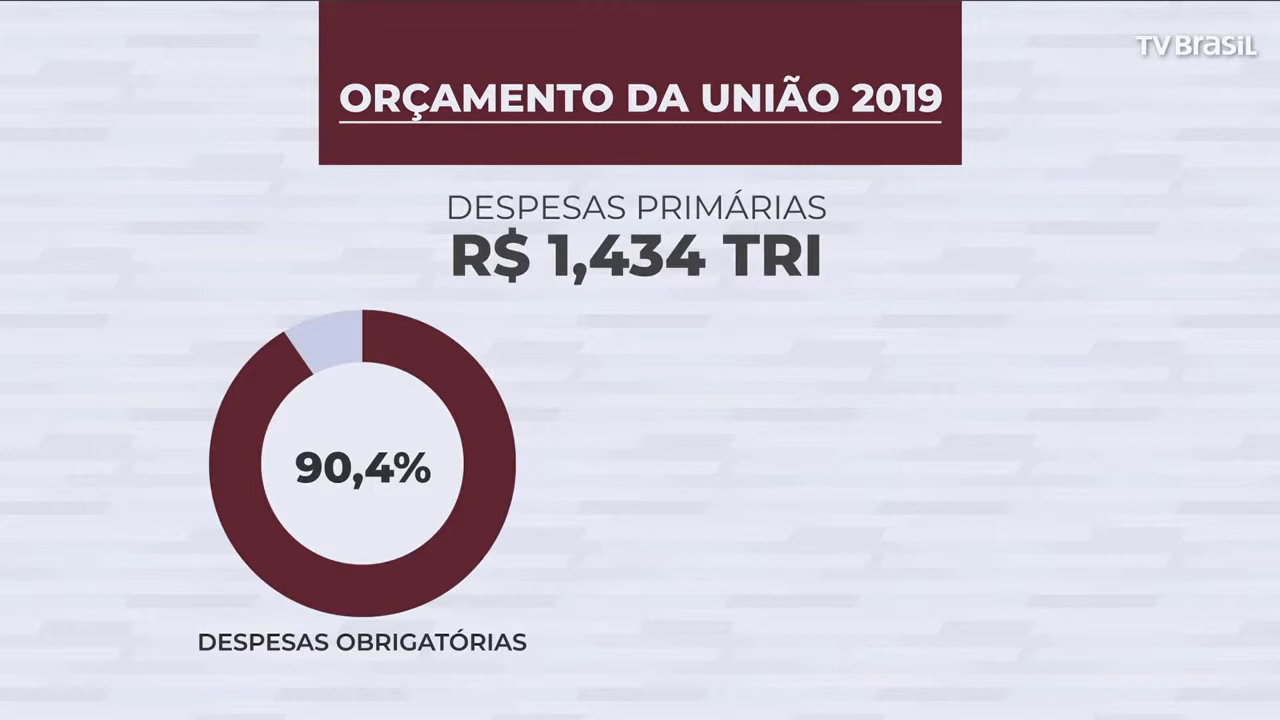 TV BRASIL
ORÇAMENTO DA UNIÃO 2019
DESPESAS PRIMÁRIAS
R$ 1,434 TRI
90,4%
DESPESAS OBRIGATÓRIAS